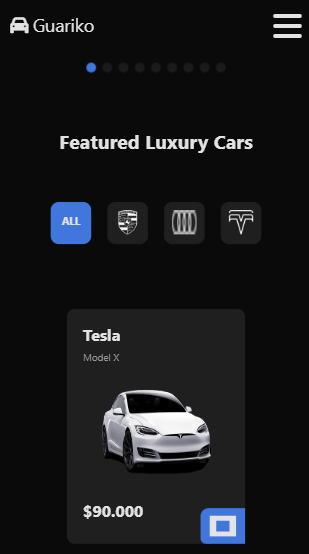 Guariko
Featured Luxury Cars
ALL
Tesla
Model X
$90.000